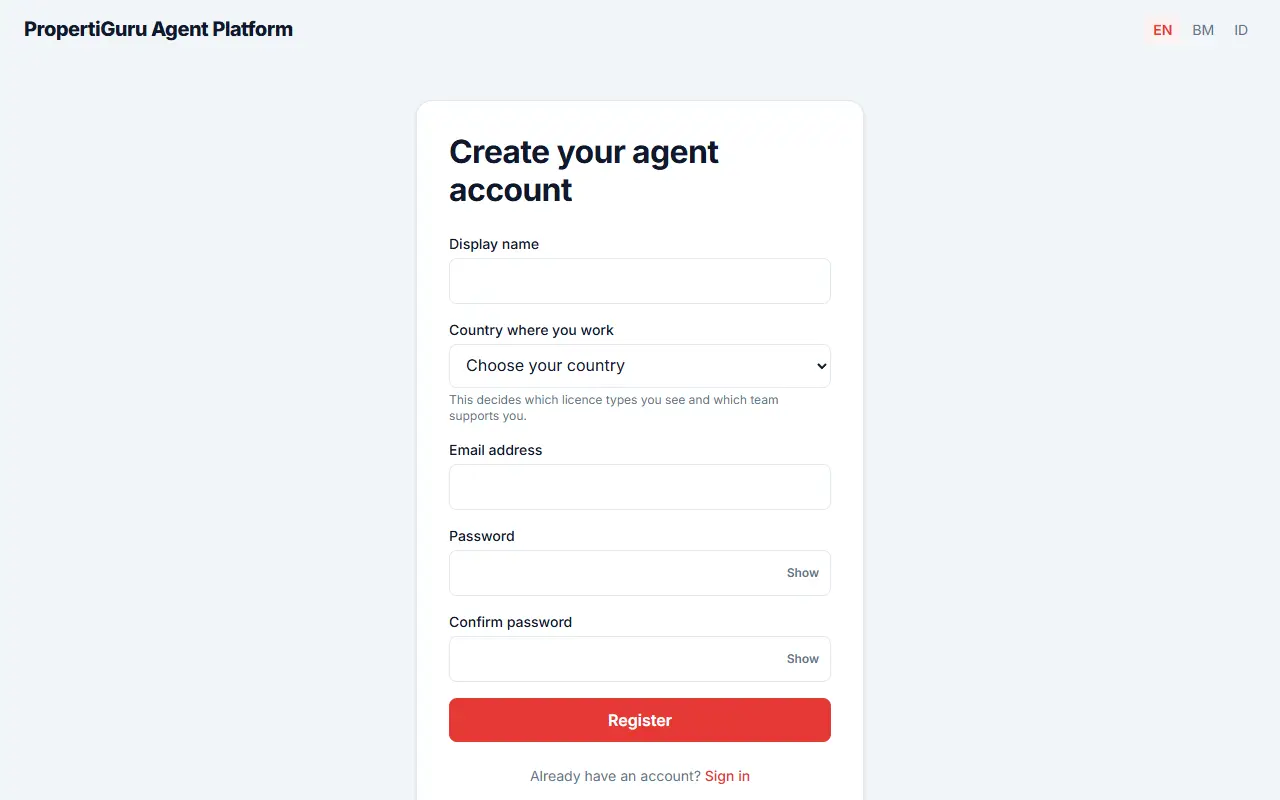 PropertiGuru Agent Platform
EN BM ID
Create your agent
account
Display name
Country where you work
Choose your country
This decides which licence types you see and which team
supports you.
Email address
Password
Show
Confirm password
Show
Register
Already have an account? Sign in